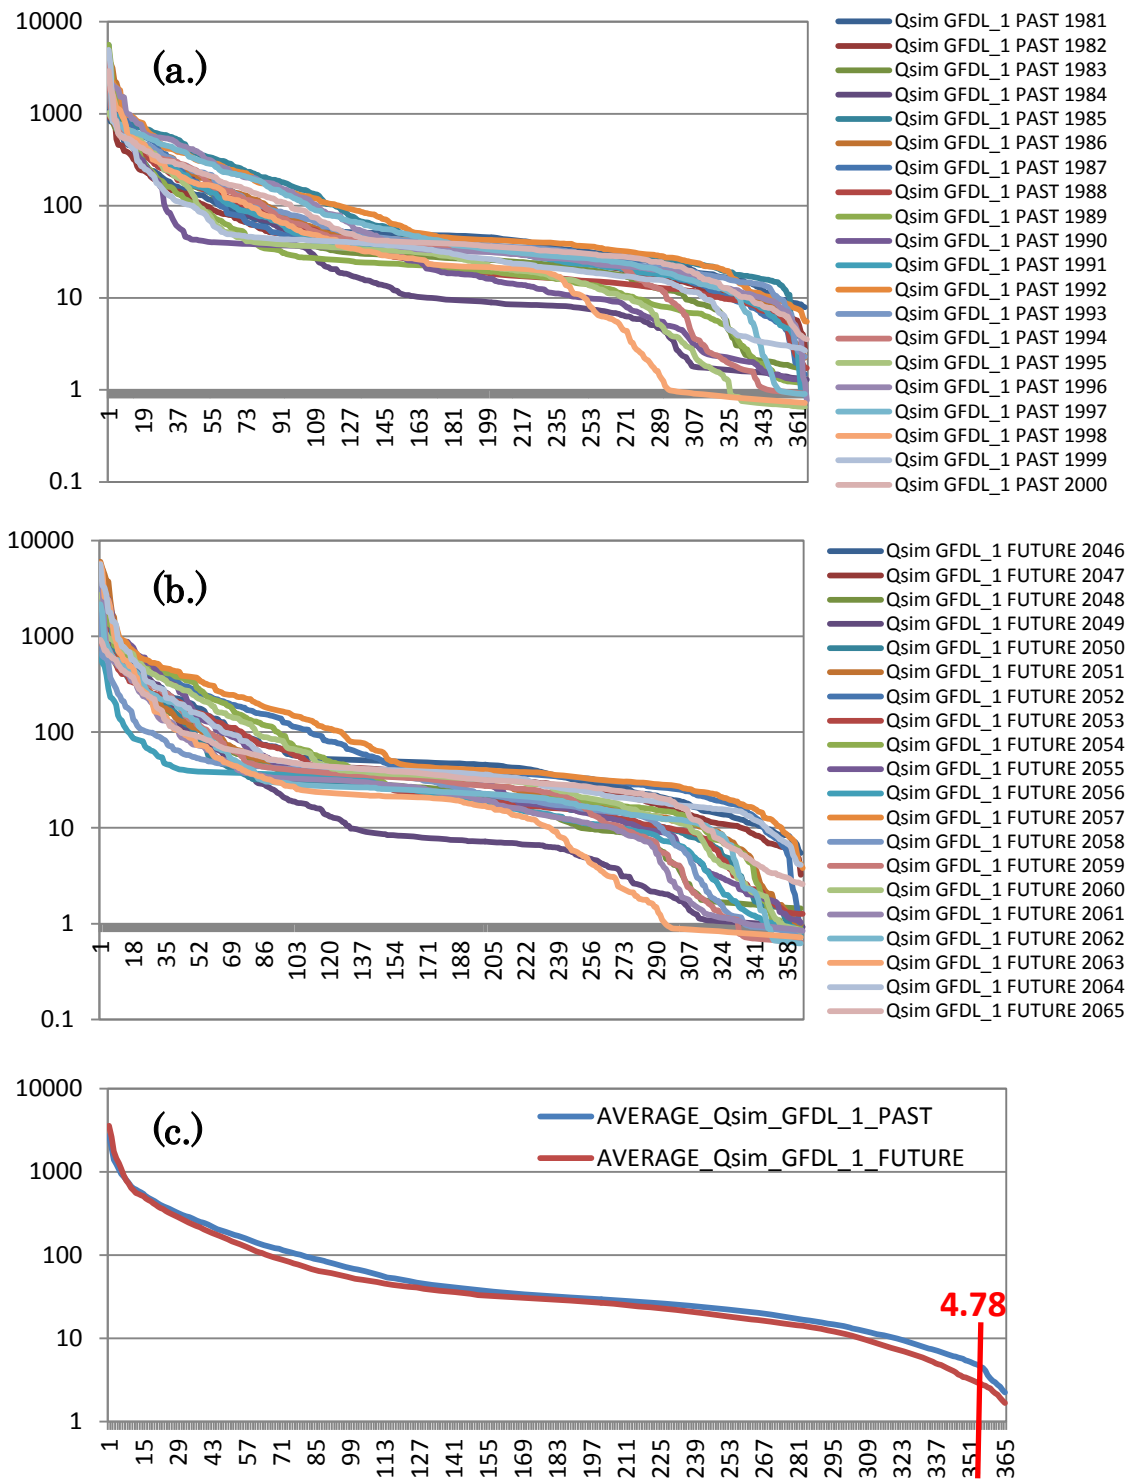 10000
1000
100
10
1
0.1
(a.)
1 19 37 55 73 91 109 127 145 163 181 199 217 235 253 271 289 307 325 343 361
Qsim GFDL_1 PAST 1981
Qsim GFDL_1 PAST 1982
Qsim GFDL_1 PAST 1983
Qsim GFDL_1 PAST 1984
Qsim GFDL_1 PAST 1985
Qsim GFDL_1 PAST 1986
Qsim GFDL_1 PAST 1987
Qsim GFDL_1 PAST 1988
Qsim GFDL_1 PAST 1989
Qsim GFDL_1 PAST 1990
Qsim GFDL_1 PAST 1991
Qsim GFDL_1 PAST 1992
Qsim GFDL_1 PAST 1993
Qsim GFDL_1 PAST 1994
Qsim GFDL_1 PAST 1995
Qsim GFDL_1 PAST 1996
Qsim GFDL_1 PAST 1997
Qsim GFDL_1 PAST 1998
Qsim GFDL_1 PAST 1999
Qsim GFDL_1 PAST 2000
10000
1000
100
10
1
0.1
(b.)
1 18 35 52 69 86 103 120 137 154 171 188 205 222 239 256 273 290 307 324 341 358
Qsim GFDL_1 FUTURE 2046
Qsim GFDL_1 FUTURE 2047
Qsim GFDL_1 FUTURE 2048
Qsim GFDL_1 FUTURE 2049
Qsim GFDL_1 FUTURE 2050
Qsim GFDL_1 FUTURE 2051
Qsim GFDL_1 FUTURE 2052
Qsim GFDL_1 FUTURE 2053
Qsim GFDL_1 FUTURE 2054
Qsim GFDL_1 FUTURE 2055
Qsim GFDL_1 FUTURE 2056
Qsim GFDL_1 FUTURE 2057
Qsim GFDL_1 FUTURE 2058
Qsim GFDL_1 FUTURE 2059
Qsim GFDL_1 FUTURE 2060
Qsim GFDL_1 FUTURE 2061
Qsim GFDL_1 FUTURE 2062
Qsim GFDL_1 FUTURE 2063
Qsim GFDL_1 FUTURE 2064
Qsim GFDL_1 FUTURE 2065
10000
1000
100
10
1
(c.)
AVERAGE_Qsim_GFDL_1_PAST
AVERAGE_Qsim_GFDL_1_FUTURE
4.78
1 15 29 43 57 71 85 99 113 127 141 155 169 183 197 211 225 239 253 267 281 295 309 323 337 351 365